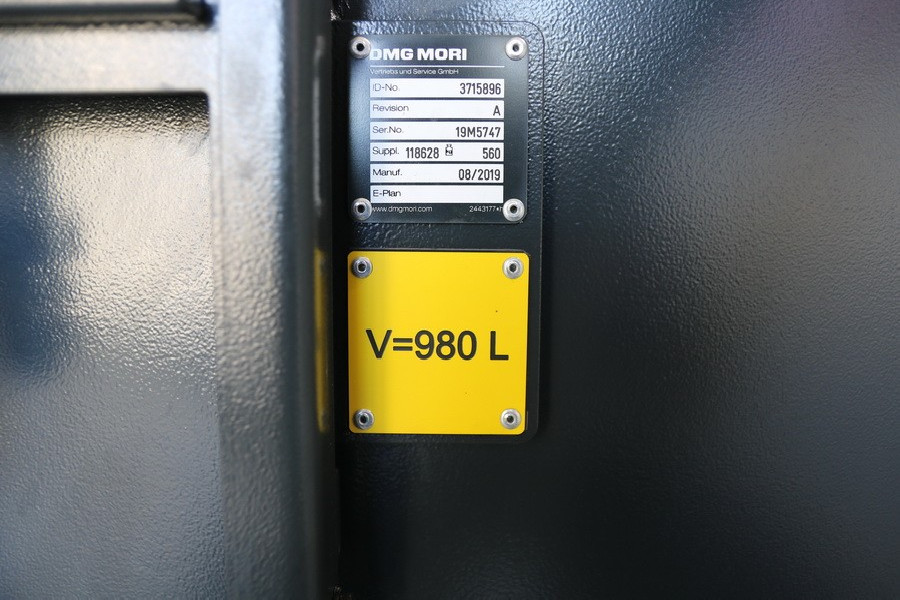 DMG MORI
Vertriebs und Service GmbH
ID-No. 3715896
Revision A
Ser.No. 19M5747
Suppl. 118628 kg 560
Manuf. 08/2019
E-Plan
www.dmgmori.com
V=980 L